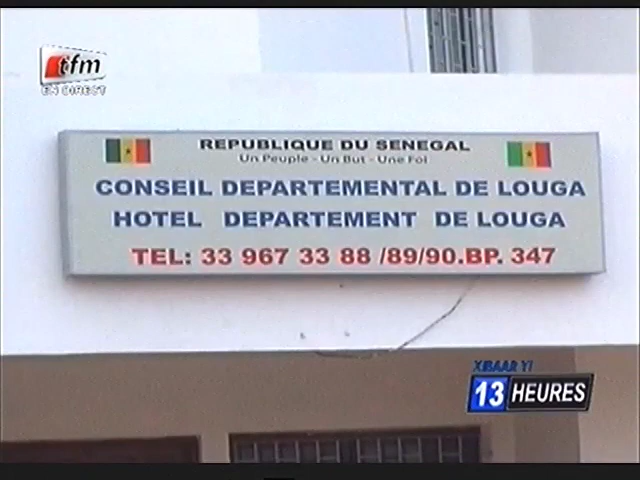 tfm
EN DIRECT
REPUBLIQUE DU SENEGAL
Un Peuple - Un But - Une Foi
CONSEIL DEPARTEMENTAL DE LOUGA
HOTEL DEPARTEMENT DE LOUGA
TEL: 33 967 33 88 /89/90.BP. 347
XIBAAR YI
13 HEURES